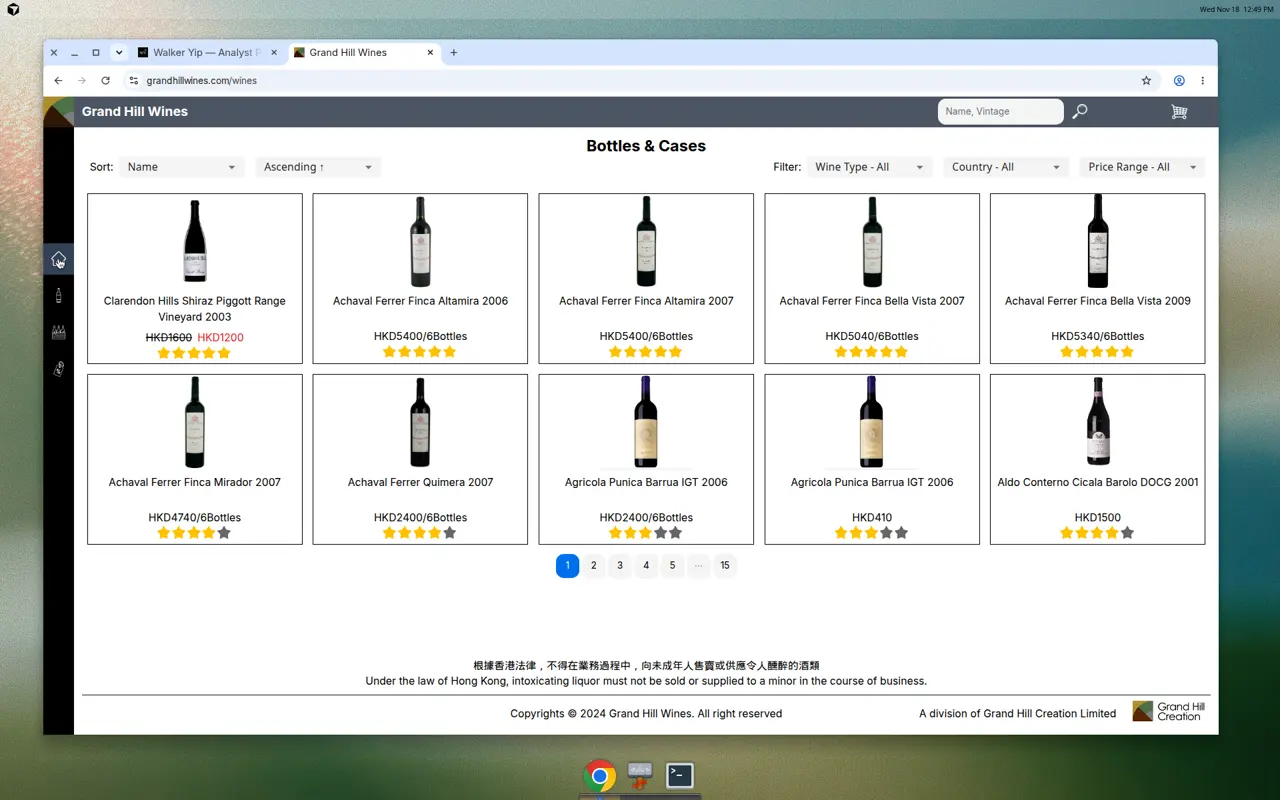 Wed Nov 18 12:49 PM
Walker Yip — Analyst P
Grand Hill Wines
grandhillwines.com/wines
Grand Hill Wines
Name, Vintage
Bottles & Cases
Sort: Name Ascending ↑ Filter: Wine Type - All Country - All Price Range - All
Clarendon Hills Shiraz Piggott Range
Vineyard 2003
HKD1600 HKD1200
Achaval Ferrer Finca Altamira 2006
HKD5400/6Bottles
Achaval Ferrer Finca Altamira 2007
HKD5400/6Bottles
Achaval Ferrer Finca Bella Vista 2007
HKD5040/6Bottles
Achaval Ferrer Finca Bella Vista 2009
HKD5340/6Bottles
Achaval Ferrer Finca Mirador 2007
HKD4740/6Bottles
Achaval Ferrer Quimera 2007
HKD2400/6Bottles
Agricola Punica Barrua IGT 2006
HKD2400/6Bottles
Agricola Punica Barrua IGT 2006
HKD410
Aldo Conterno Cicala Barolo DOCG 2001
HKD1500
1 2 3 4 5 ... 15
根據香港法律，不得在業務過程中，向未成年人售賣或供應令人醺醉的酒類
Under the law of Hong Kong, intoxicating liquor must not be sold or supplied to a minor in the course of business.
Copyrights © 2024 Grand Hill Wines. All right reserved
A division of Grand Hill Creation Limited
Grand Hill
Creation